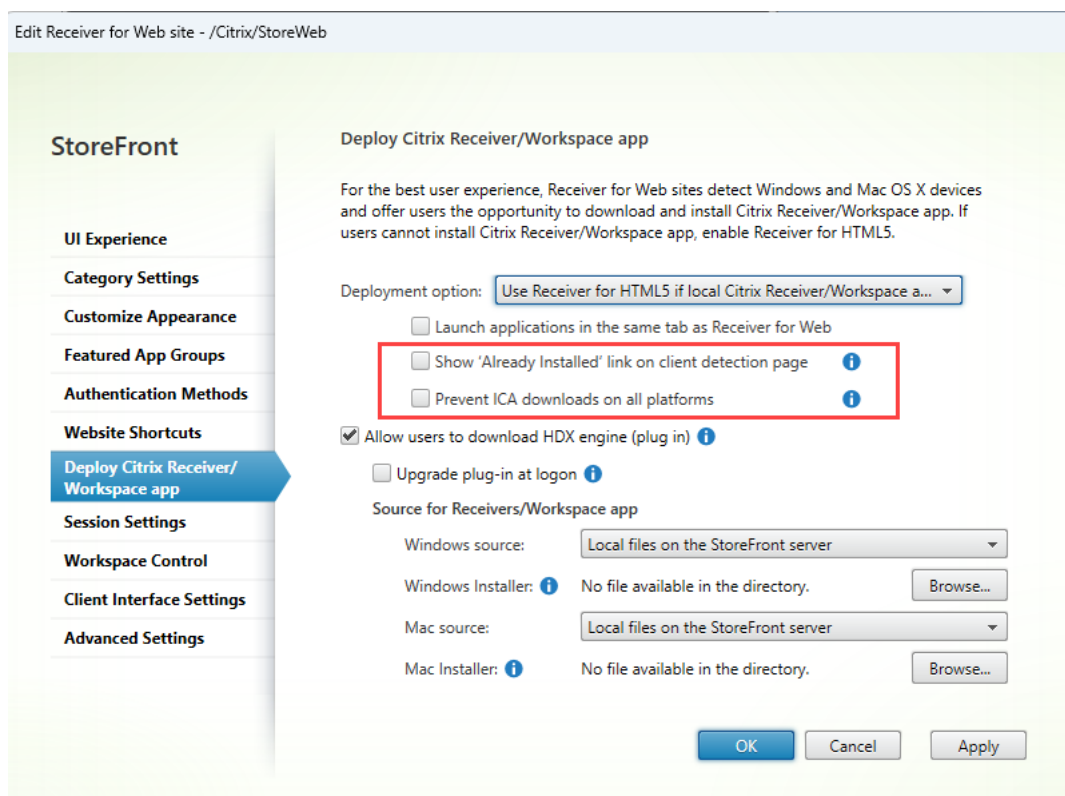 Edit Receiver for Web site - /Citrix/StoreWeb
StoreFront
UI Experience
Category Settings
Customize Appearance
Featured App Groups
Authentication Methods
Website Shortcuts
Deploy Citrix Receiver/
Workspace app
Session Settings
Workspace Control
Client Interface Settings
Advanced Settings
Deploy Citrix Receiver/Workspace app
For the best user experience, Receiver for Web sites detect Windows and Mac OS X devices
and offer users the opportunity to download and install Citrix Receiver/Workspace app. If
users cannot install Citrix Receiver/Workspace app, enable Receiver for HTML5.
Deployment option: Use Receiver for HTML5 if local Citrix Receiver/Workspace a...
Launch applications in the same tab as Receiver for Web
Show 'Already Installed' link on client detection page
Prevent ICA downloads on all platforms
Allow users to download HDX engine (plug in)
Upgrade plug-in at logon
Source for Receivers/Workspace app
Windows source: Local files on the StoreFront server
Windows Installer: No file available in the directory. Browse...
Mac source: Local files on the StoreFront server
Mac Installer: No file available in the directory. Browse...
OK Cancel Apply